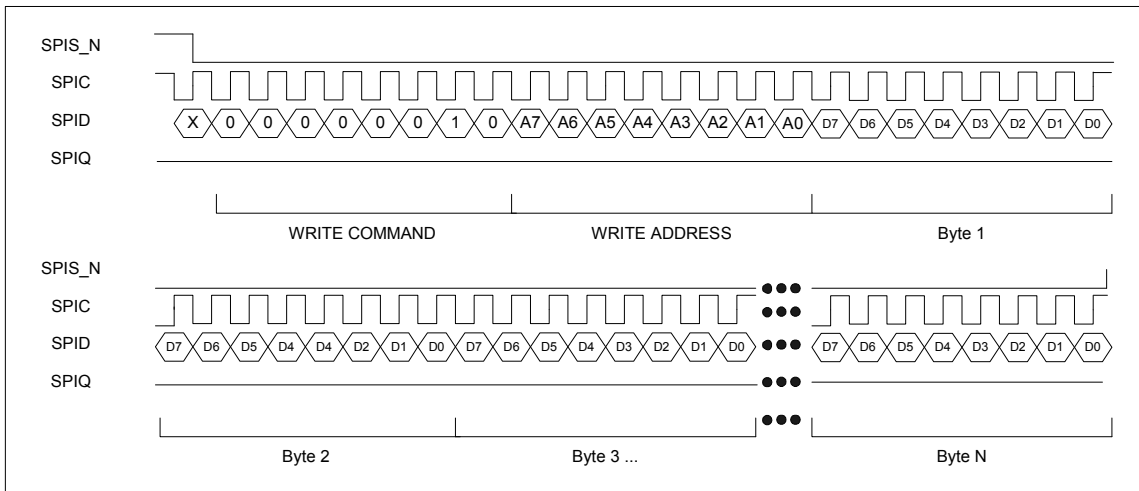 SPIS_N
SPIC
SPID X 0 0 0 0 0 0 1 0 A7 A6 A5 A4 A3 A2 A1 A0 D7 D6 D5 D4 D3 D2 D1 D0
SPIQ
WRITE COMMAND WRITE ADDRESS Byte 1
SPIS_N
SPIC
SPID D7 D6 D5 D4 D4 D2 D1 D0 D7 D6 D5 D4 D3 D2 D1 D0 D7 D6 D5 D4 D3 D2 D1 D0
SPIQ
Byte 2 Byte 3 ... Byte N